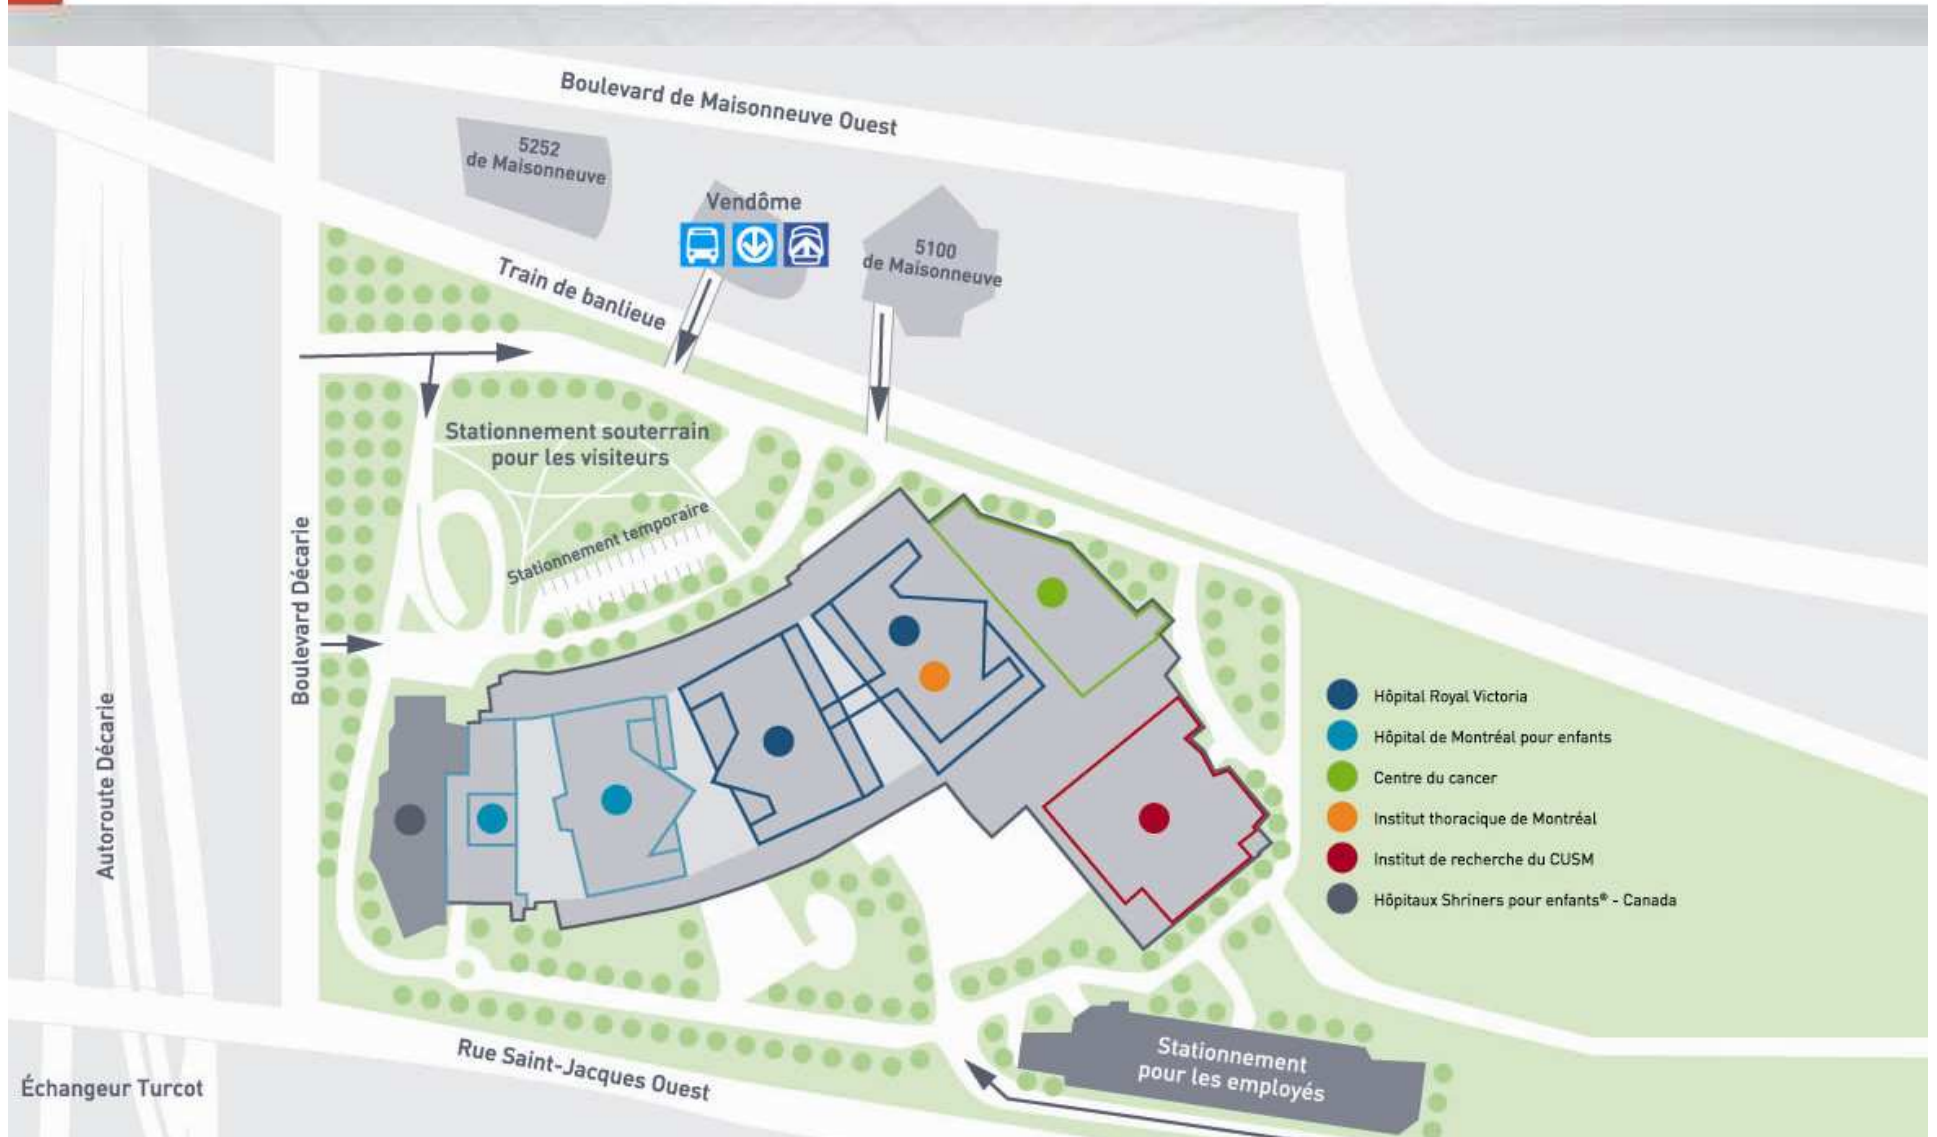 Boulevard de Maisonneuve Ouest
5252
de Maisonneuve
Vendôme
5100
de Maisonneuve
Train de banlieue
Stationnement souterrain
pour les visiteurs
Stationnement temporaire
Boulevard Décarie
Autoroute Décarie
Hôpital Royal Victoria
Hôpital de Montréal pour enfants
Centre du cancer
Institut thoracique de Montréal
Institut de recherche du CUSM
Hôpitaux Shriners pour enfants® - Canada
Rue Saint-Jacques Ouest
Stationnement
pour les employés
Échangeur Turcot